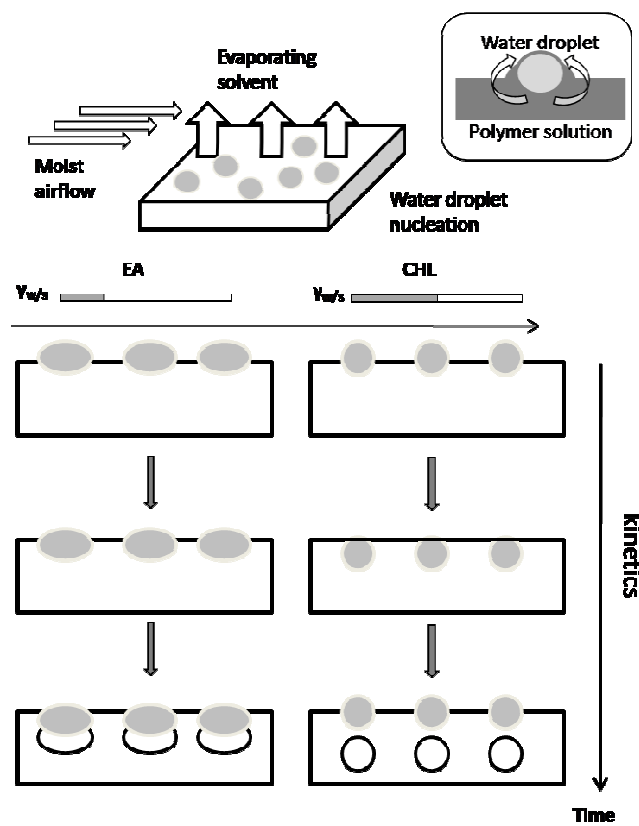 Evaporating
solvent
Water droplet
Polymer solution
Moist
airflow
Water droplet
nucleation
EA
CHL
γw/s
γw/s
kinetics
Time